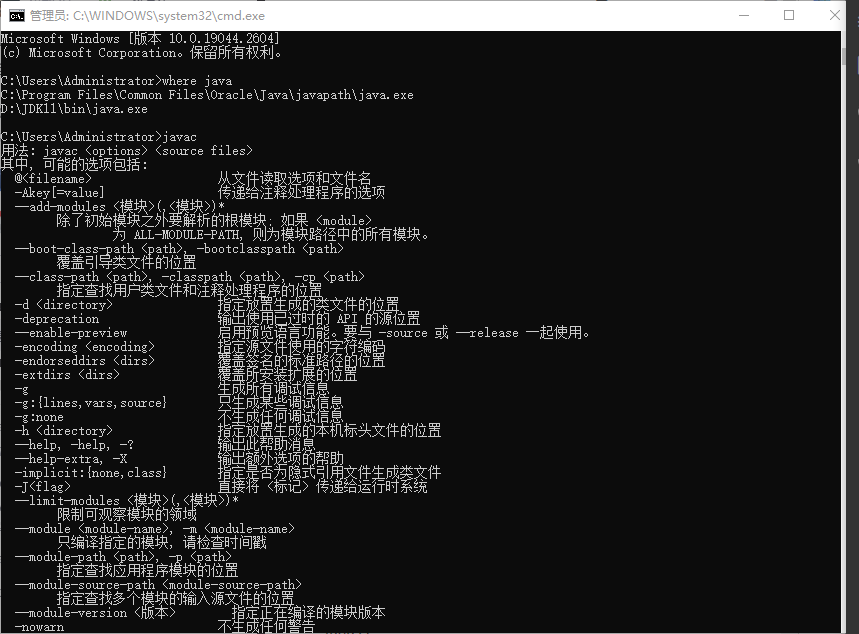 管理员: C:\WINDOWS\system32\cmd.exe
Microsoft Windows [版本 10.0.19044.2604]
(c) Microsoft Corporation。保留所有权利。
C:\Users\Administrator>where java
C:\Program Files\Common Files\Oracle\Java\javapath\java.exe
D:\JDK11\bin\java.exe
C:\Users\Administrator>javac
用法: javac <options> <source files>
其中, 可能的选项包括:
@<filename> 从文件读取选项和文件名
-Akey[=value] 传递给注释处理程序的选项
--add-modules <模块>(,<模块>)*
除了初始模块之外要解析的根模块; 如果 <module>
为 ALL-MODULE-PATH, 则为模块路径中的所有模块。
--boot-class-path <path>, -bootclasspath <path>
覆盖引导类文件的位置
--class-path <path>, -classpath <path>, -cp <path>
指定查找用户类文件和注释处理程序的位置
-d <directory> 指定放置生成的类文件的位置
-deprecation 输出使用已过时的 API 的源位置
--enable-preview 启用预览语言功能。要与 -source 或 --release 一起使用。
-encoding <encoding> 指定源文件使用的字符编码
-endorseddirs <dirs> 覆盖签名的标准路径的位置
-extdirs <dirs> 覆盖所安装扩展的位置
-g 生成所有调试信息
-g:{lines,vars,source} 只生成某些调试信息
-g:none 不生成任何调试信息
-h <directory> 指定放置生成的本机标头文件的位置
--help, -help, -? 输出此帮助消息
--help-extra, -X 输出额外选项的帮助
-implicit:{none,class} 指定是否为隐式引用文件生成类文件
-J<flag> 直接将 <标记> 传递给运行时系统
--limit-modules <模块>(,<模块>)*
限制可观察模块的领域
--module <module-name>, -m <module-name>
只编译指定的模块, 请检查时间戳
--module-path <path>, -p <path>
指定查找应用程序模块的位置
--module-source-path <module-source-path>
指定查找多个模块的输入源文件的位置
--module-version <版本> 指定正在编译的模块版本
-nowarn 不生成任何警告